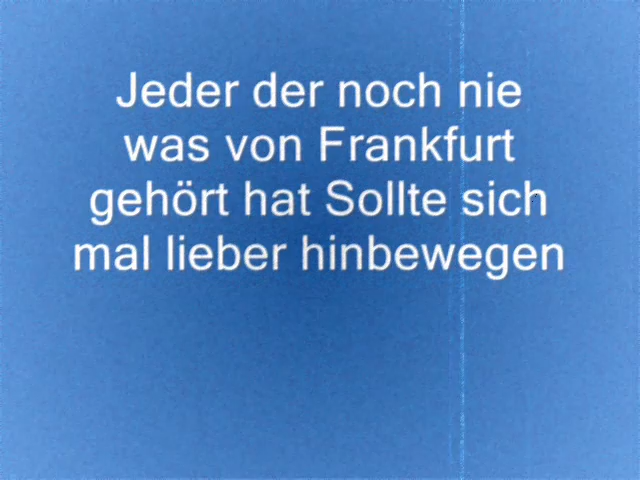 Jeder der noch nie
was von Frankfurt
gehört hat Sollte sich
mal lieber hinbewegen